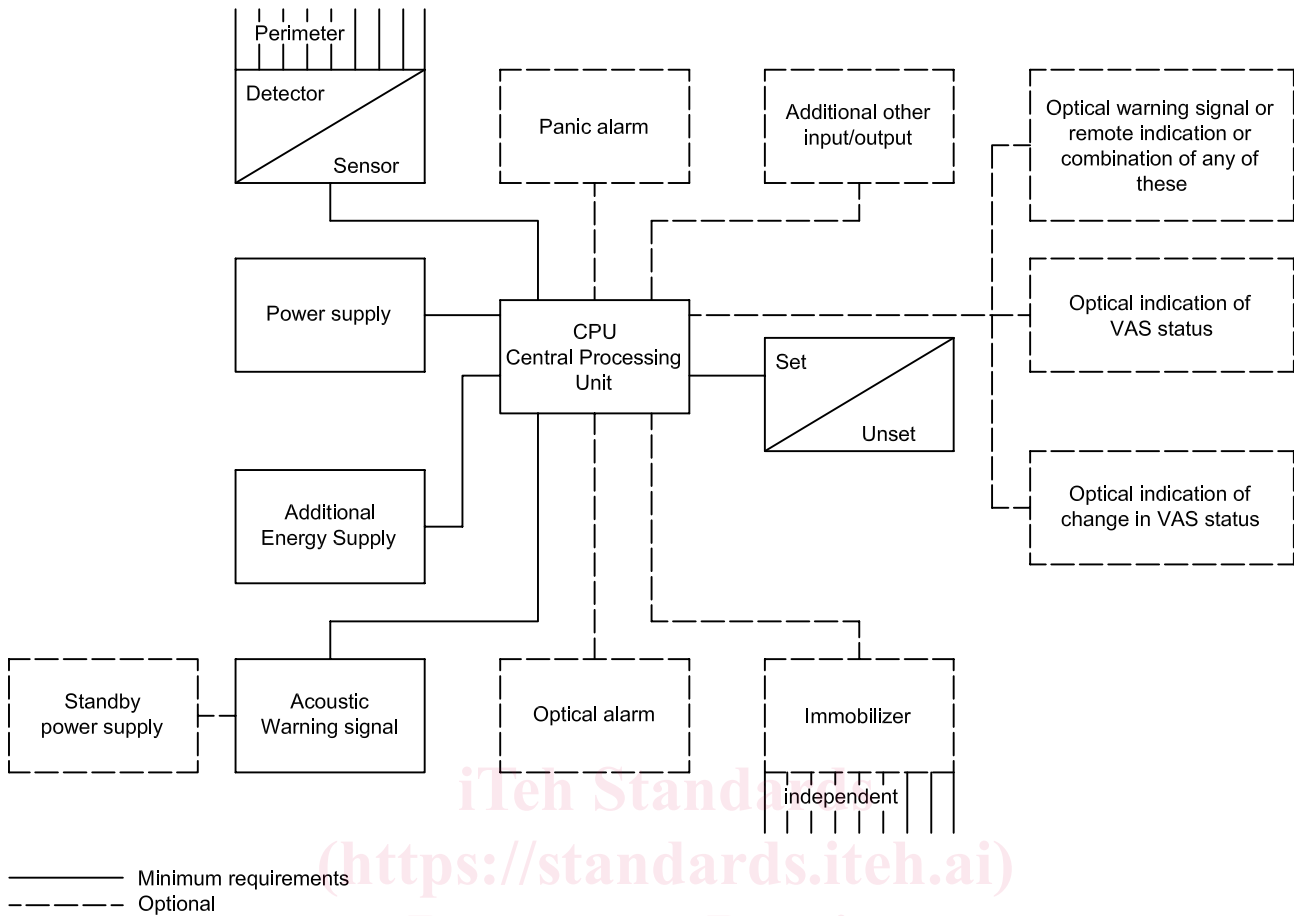 Perimeter
Detector
Sensor
Panic alarm
Additional other
input/output
Optical warning signal or
remote indication or
combination of any of
these
Power supply
CPU
Central Processing
Unit
Optical indication of
VAS status
Set
Unset
Additional
Energy Supply
Optical indication of
change in VAS status
Standby
power supply
Acoustic
Warning signal
Optical alarm
Immobilizer
independent
iTeh Standards
(https://standards.iteh.ai)
Minimum requirements
Optional